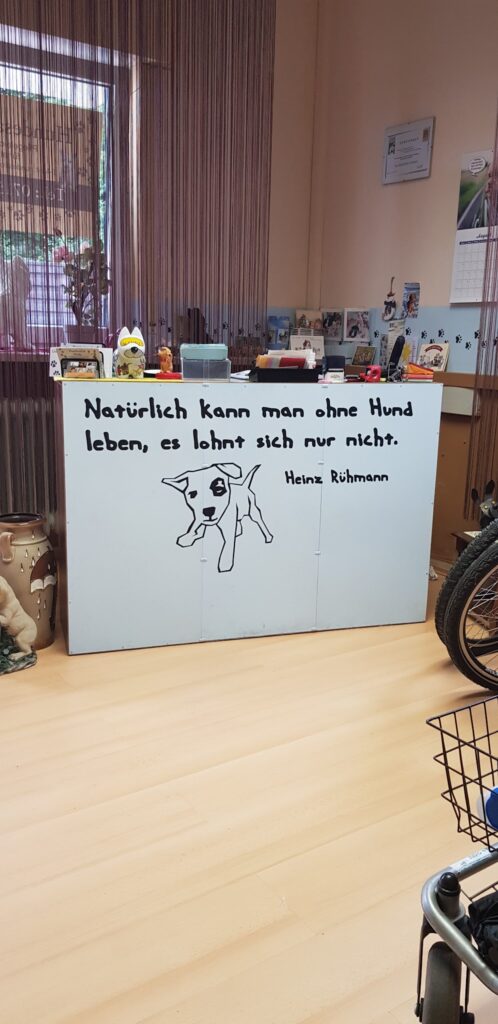 Natürlich kann man ohne Hund
leben, es lohnt sich nur nicht.
Heinz Rühmann